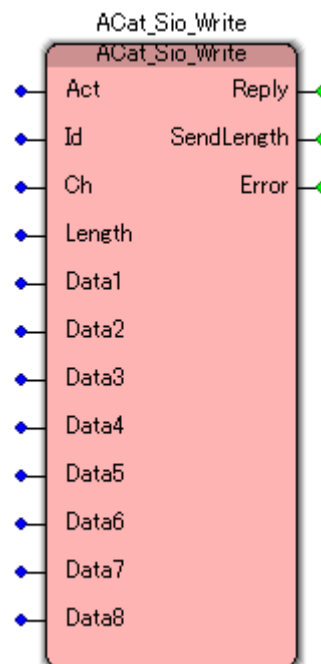 ACat_Sio_Write
ACat_Sio_Write
Act Reply
Id SendLength
Ch Error
Length
Data1
Data2
Data3
Data4
Data5
Data6
Data7
Data8